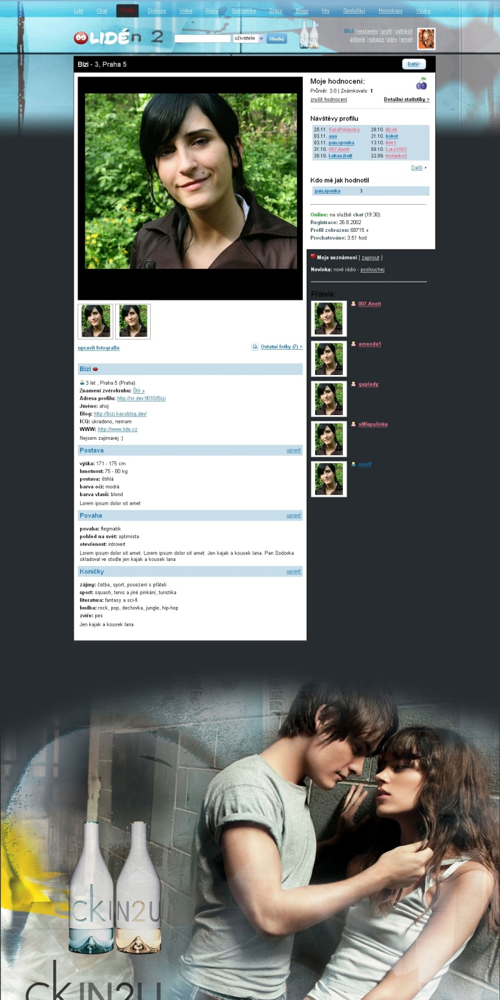 Lidé Chat Profily Diskuze Videa Rádio Seznamka Srazy Blogy Hry Spolužáci Horoskopy Výuka
LIDÉ n 2
uživatele Hledej
Bizi nastavení profil odhlásit
přátelé vzkazy páry email
Bizi - 3, Praha 5
Další
Moje hodnocení:
Průměr: 3.0 | Známkovalo: 1
zrušit hodnocení Detailní statistiky >
Návštěvy profilu
20.11. SaraPolanska 29.10. ilicek
03.11. aaa 21.10. kokot
03.11. pan.sponka 13.10. lide1
31.10. 007.Anett 09.10. Lara1983
30.10. Lukas.fruit 22.09. lushinka5
Další
Kdo mě jak hodnotil
pan.sponka 3
Online: na službě chat (19:30)
Registrace: 26.8.2002
Profil zobrazen: 68715 x
Prochatováno: 3.51 hod
Moje seznámení [ zapnout ]
Novinka: nové rádio - poslouchej
Přátelé:
007.Anett
amenda1
gaplady
xMispulinka
morff
upravit fotografie
Ostatní fotky (7) >
Bizi
3 let , Praha 5 (Praha)
Znamení zvěrokruhu: Štír »
Adresa profilu: http://sr.dev:9010/Bizi
Jméno: ahoj
Blog: http://bizi.kacoblog.dev/
ICQ: ukradeno, nemam
WWW: http://www.lide.cz
Nejsem zajimavej :)
Postava upravit
výška: 171 - 175 cm
hmotnost: 75 - 80 kg
postava: štíhlá
barva očí: modrá
barva vlasů: blond
Lorem ipsum dolor sit amet
Povaha upravit
povaha: flegmatik
pohled na svět: optimista
otevřenost: introvert
Lorem ipsum dolor sit amet. Lorem ipsum dolor sit amet. Jen kajak a kousek lana. Pan Sodovka
skladoval ve stodle jen kajak a kousek lana
Koníčky upravit
zájmy: četba, sport, posezení s přáteli
sport: squash, tenis a jiné pinkání, turistika
literatura: fantasy a sci-fi
hudba: rock, pop, dechovka, jungle, hip-hop
zvíře: pes
Jen kajak a kousek lana
ckIN2U
ckIN2U